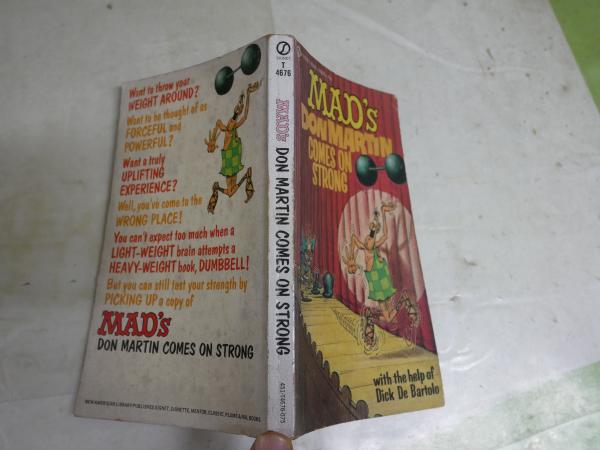 Want to throw your
WEIGHT AROUND?
Want to be thought of as
FORCEFUL and
POWERFUL?
Want a truly
UPLIFTING
EXPERIENCE?
Well, you've come to the
WRONG PLACE!
You can't expect too much when a
LIGHT-WEIGHT brain attempts a
HEAVY-WEIGHT book, DUMBBELL!
But you can still test your strength by
PICKING UP a copy of
MAD's
DON MARTIN COMES ON STRONG
SIGNET
T
4676
MAD's DON MARTIN COMES ON STRONG
451-T4676-075
MAD's
DON MARTIN
COMES ON
STRONG
with the help of
Dick De Bartolo